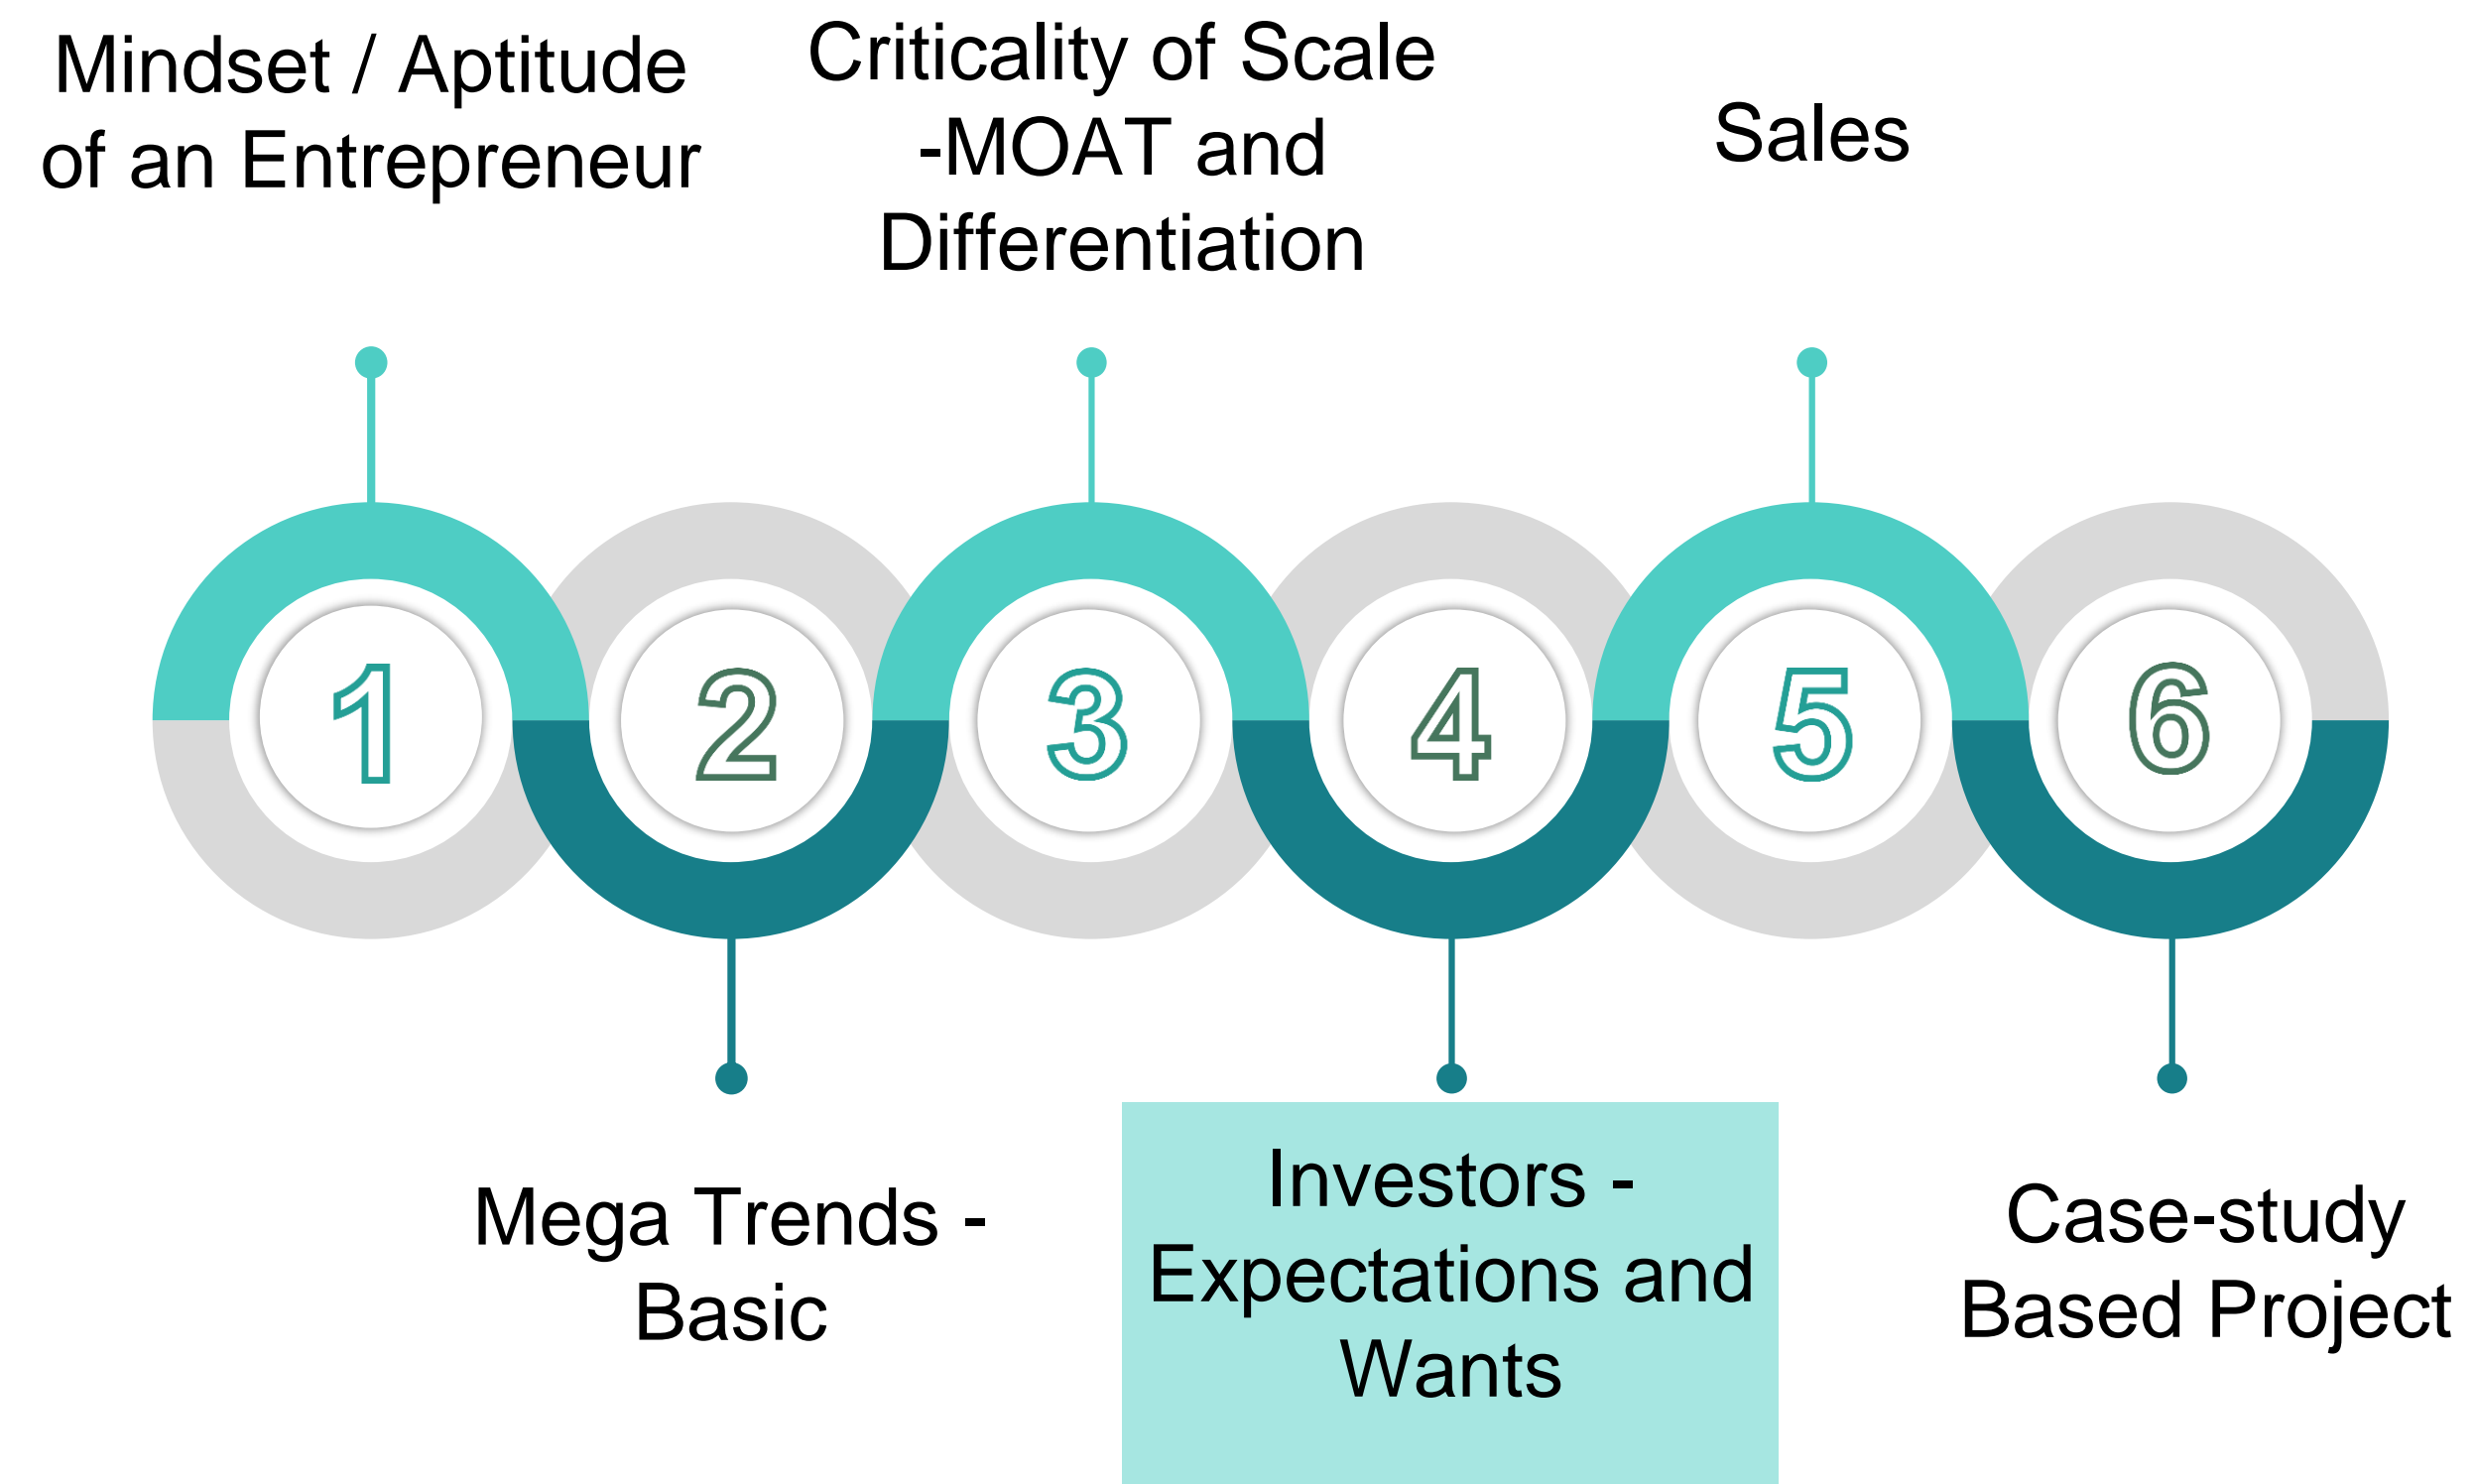 Mindset / Aptitude
of an Entrepreneur
Criticality of Scale
-MOAT and
Differentiation
Sales
1
2
3
4
5
6
Mega Trends -
Basic
Investors -
Expectations and
Wants
Case-study
Based Project